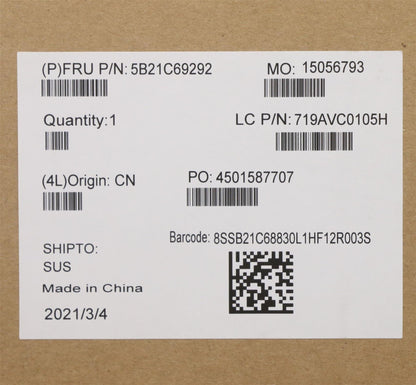 (P)FRU P/N: 5B21C69292
MO: 15056793
Quantity:1
LC P/N: 719AVC0105H
(4L)Origin: CN
PO: 4501587707
Barcode: 8SSB21C68830L1HF12R003S
SHIPTO:
SUS
Made in China
2021/3/4